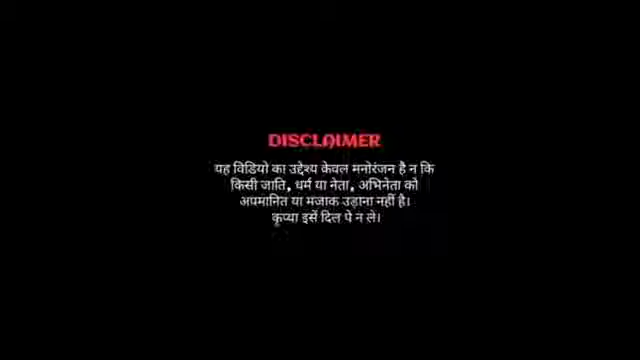 DISCLAIMER
यह विडियो का उद्देश्य केवल मनोरंजन है न कि
किसी जाति, धर्म या नेता, अभिनेता को
अपमानित या मजाक उड़ाना नहीं है।
कृप्या इसें दिल पे न ले।